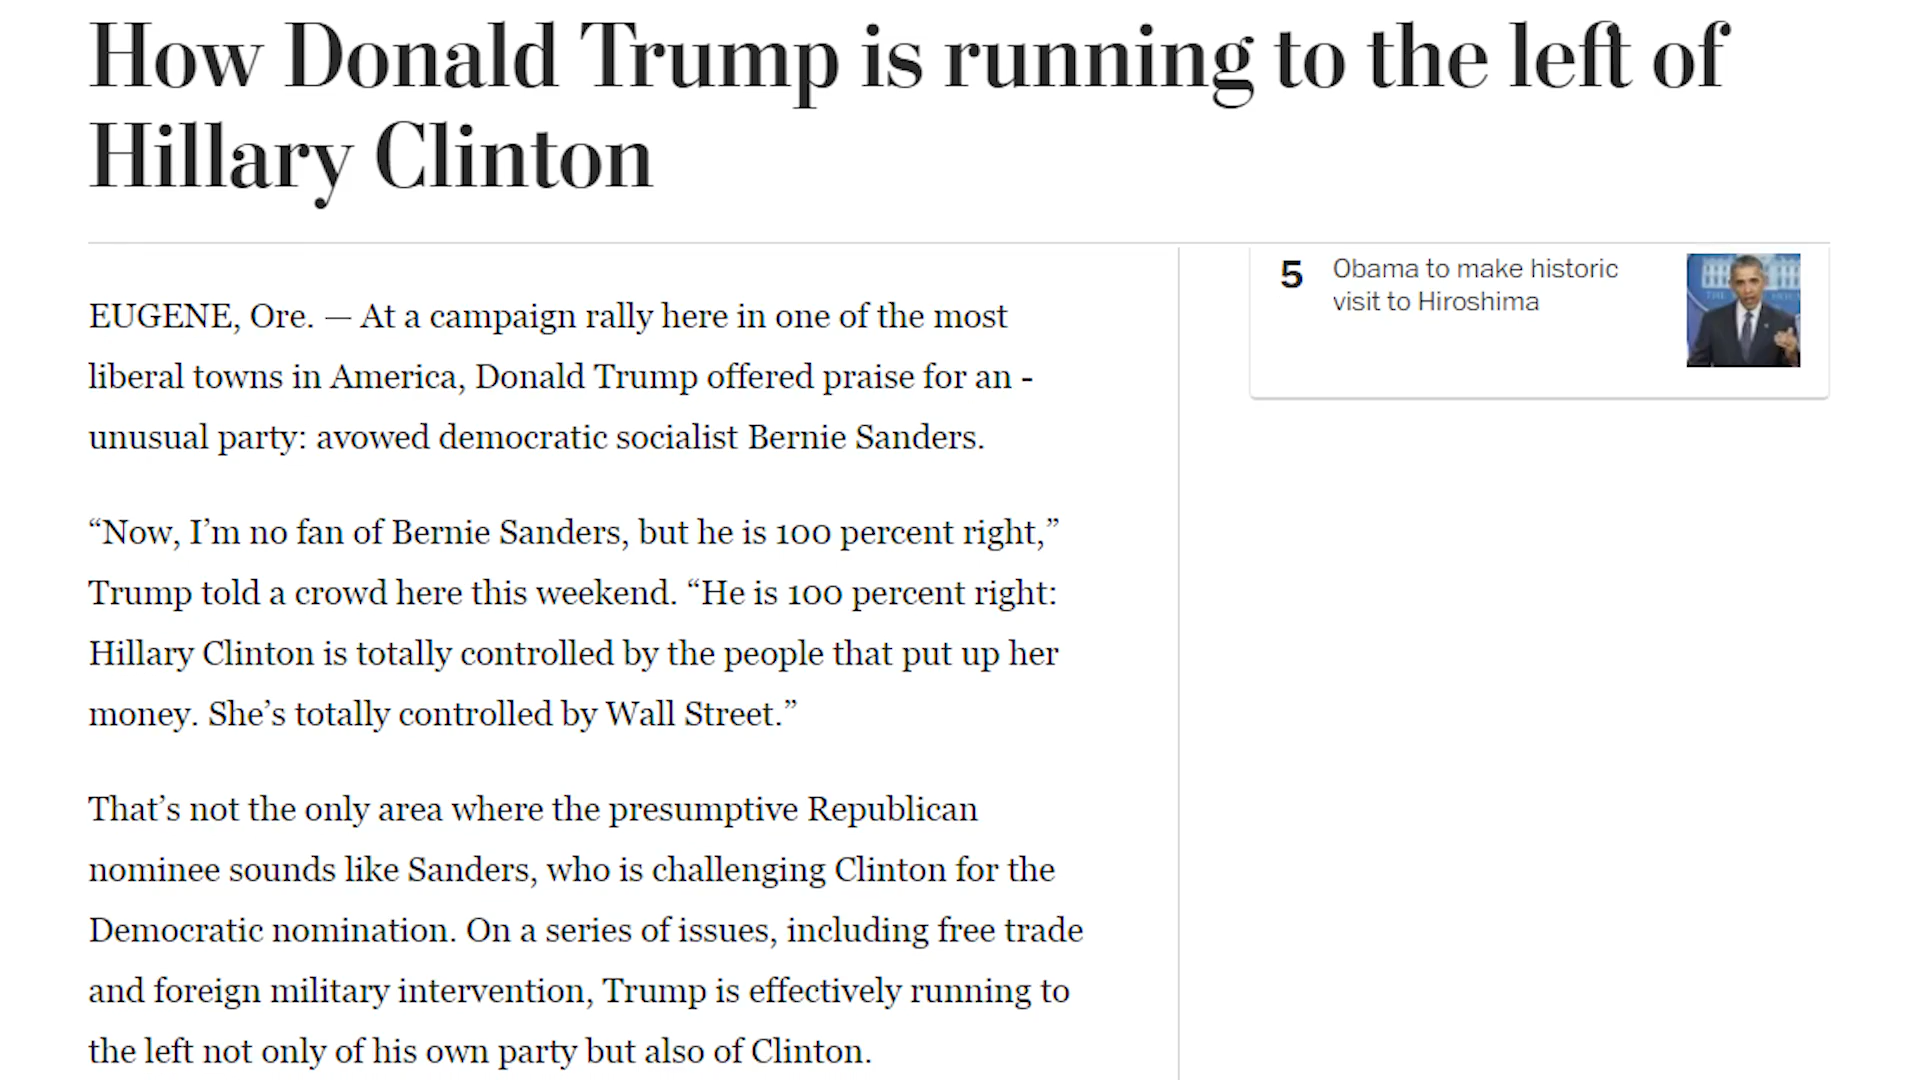 How Donald Trump is running to the left of
Hillary Clinton
EUGENE, Ore. — At a campaign rally here in one of the most
liberal towns in America, Donald Trump offered praise for an -
unusual party: avowed democratic socialist Bernie Sanders.
“Now, I’m no fan of Bernie Sanders, but he is 100 percent right,”
Trump told a crowd here this weekend. “He is 100 percent right:
Hillary Clinton is totally controlled by the people that put up her
money. She’s totally controlled by Wall Street.”
That’s not the only area where the presumptive Republican
nominee sounds like Sanders, who is challenging Clinton for the
Democratic nomination. On a series of issues, including free trade
and foreign military intervention, Trump is effectively running to
the left not only of his own party but also of Clinton.
5
Obama to make historic
visit to Hiroshima